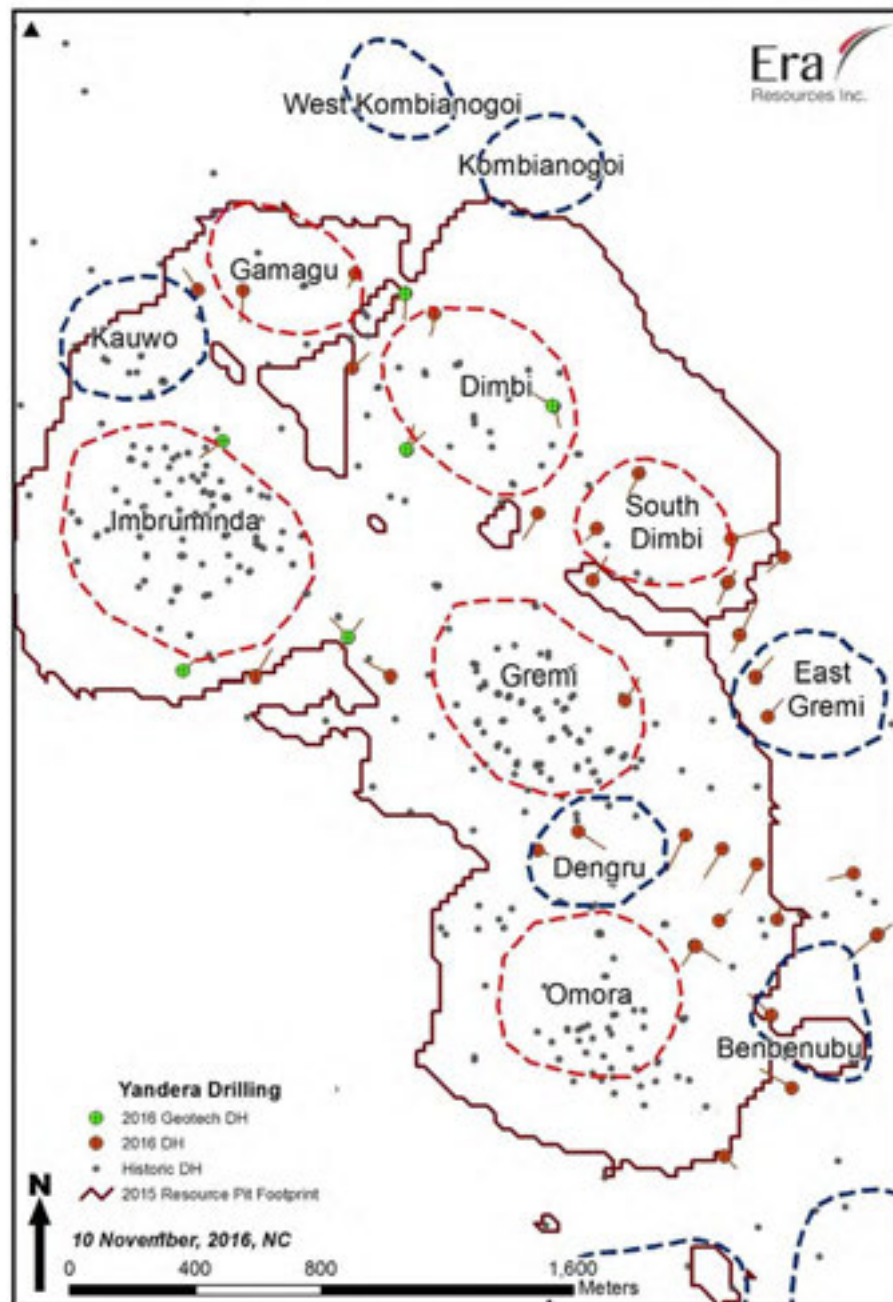 Era
Resources Inc.
West Kombianogoi
Kombianogoi
Gamagu
Kauwo
Dimbi
Imbruminda
South
Dimbi
Gremi
East
Gremi
Dengru
Omora
Benbenubu
Yandera Drilling
2016 Geotech DH
2016 DH
Historic DH
2015 Resource Pit Footprint
N
10 November, 2016, NC
0 400 800 1,600
Meters